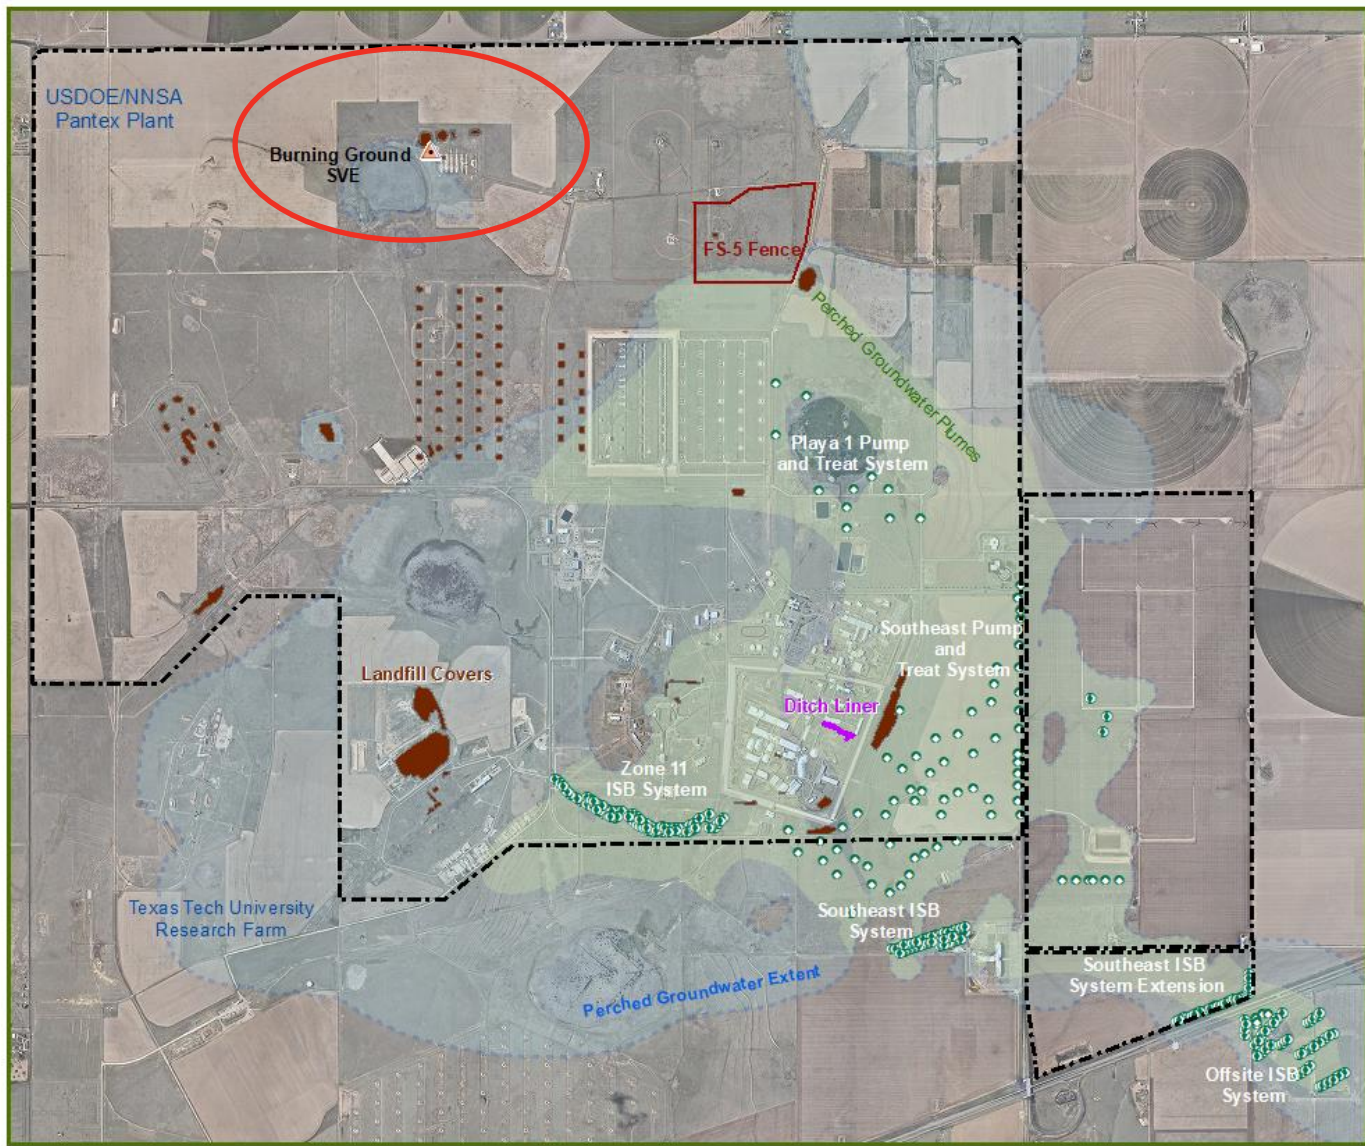 USDOE/NNSA
Pantex Plant
Burning Ground
SVE
FS-5 Fence
Perched Groundwater Plumes
Playa 1 Pump
and Treat System
Southeast Pump
and
Treat System
Landfill Covers
Ditch Liner
Zone 11
ISB System
Texas Tech University
Research Farm
Southeast ISB
System
Perched Groundwater Extent
Southeast ISB
System Extension
Offsite ISB
System